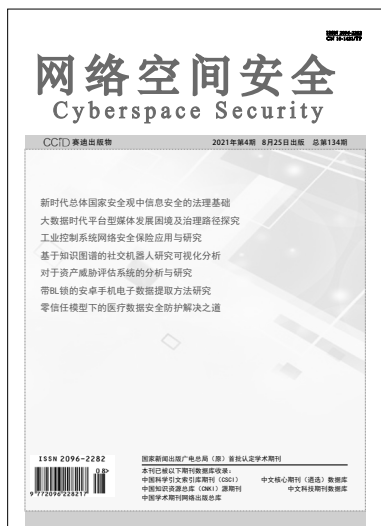 ISSN 2096-2282
CN 10-1421/TP
网络空间安全
Cyberspace Security
CCID 赛迪出版物
2021年第4期 8月25日出版 总第134期
新时代总体国家安全观中信息安全的法理基础
大数据时代平台型媒体发展困境及治理路径探究
工业控制系统网络安全保险应用与研究
基于知识图谱的社交机器人研究可视化分析
对于资产威胁评估系统的分析与研究
带BL锁的安卓手机电子数据提取方法研究
零信任模型下的医疗数据安全防护解决之道
ISSN 2096-2282
08>
9 772096 228217
国家新闻出版广电总局（原）首批认定学术期刊
本刊已被以下期刊数据库收录：
中国科学引文索引库期刊（CSCI） 中文核心期刊（遴选）数据库
中国知识资源总库（CNKI）源期刊 中文科技期刊数据库
中国学术期刊网络出版总库